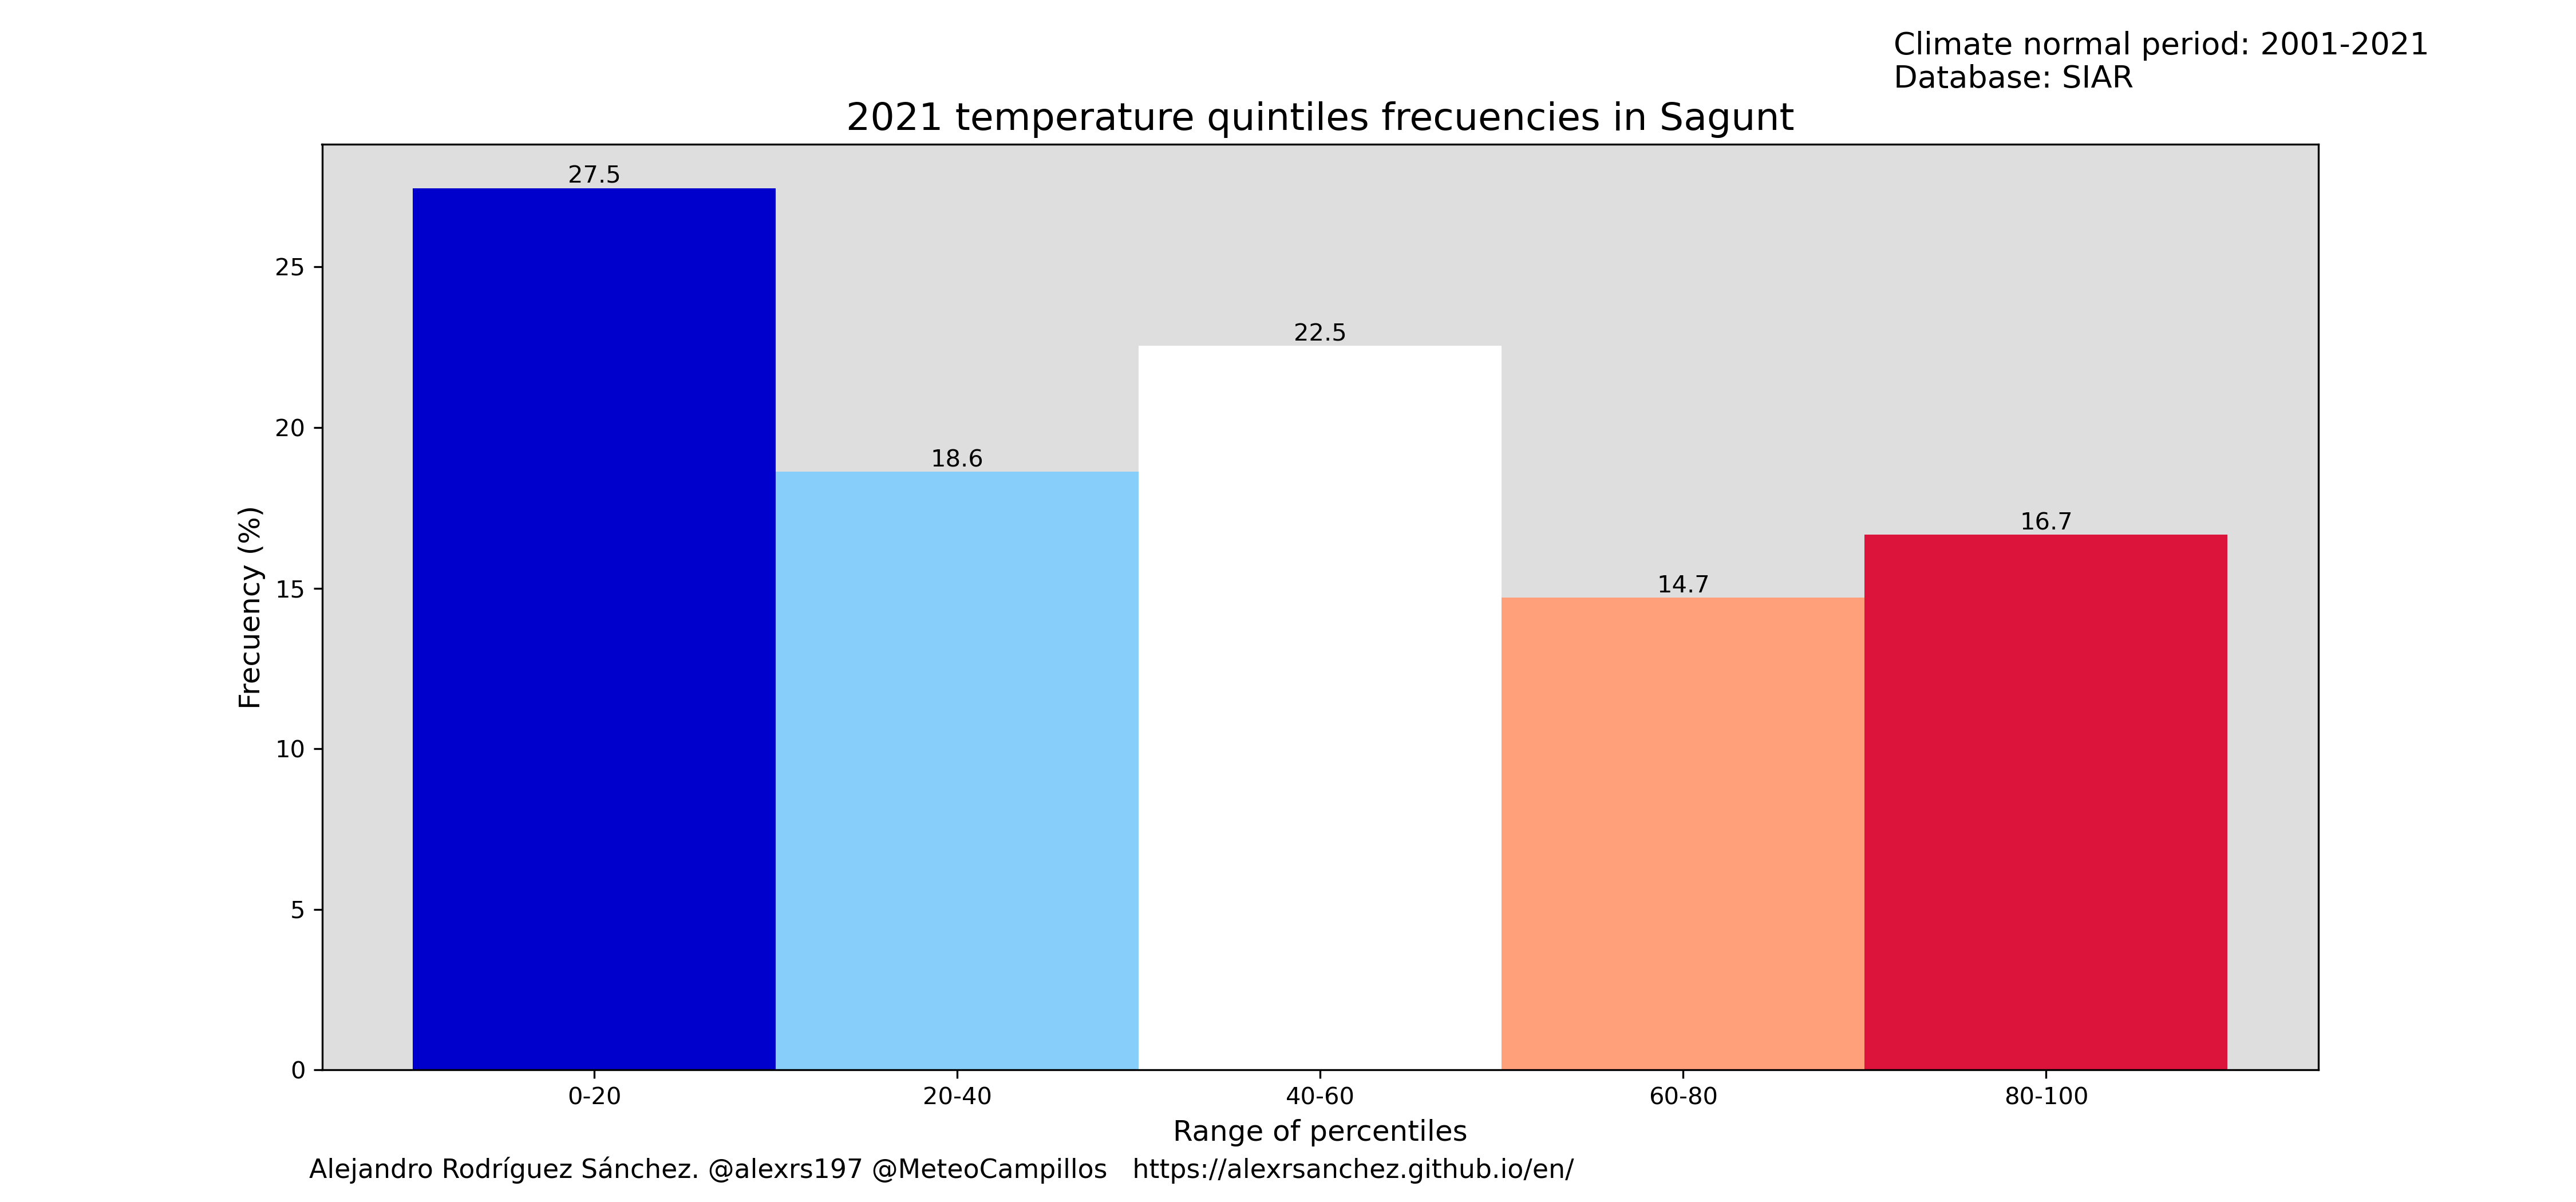 Climate normal period: 2001-2021
Database: SIAR
2021 temperature quintiles frecuencies in Sagunt
27.5
22.5
18.6
16.7
14.7
25
20
15
10
5
0
Frecuency (%)
0-20 20-40 40-60 60-80 80-100
Range of percentiles
Alejandro Rodríguez Sánchez. @alexrs197 @MeteoCampillos https://alexrsanchez.github.io/en/